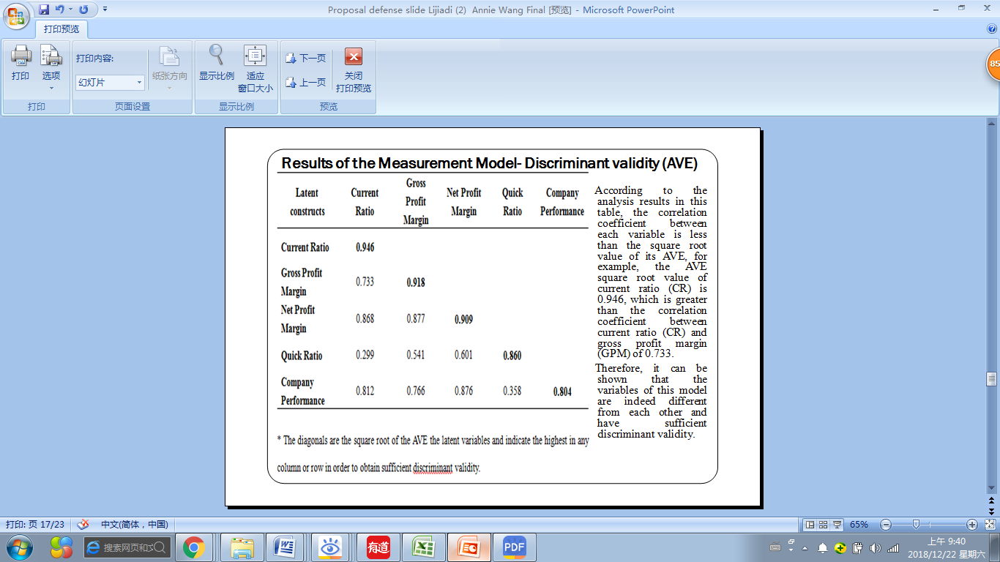 Proposal defense slide Lijiadi (2)  Annie Wang Final [预览] - Microsoft PowerPoint
打印预览
打印
选项
打印内容:
幻灯片
纸张方向
显示比例
适应
窗口大小
下一页
上一页
关闭
打印预览
打印
页面设置
显示比例
预览
85
Results of the Measurement Model- Discriminant validity (AVE)
Latent constructs Current Ratio Gross Profit Margin Net Profit Margin Quick Ratio Company Performance
Current Ratio 0.946
Gross Profit Margin 0.733 0.918
Net Profit Margin 0.868 0.877 0.909
Quick Ratio 0.299 0.541 0.601 0.860
Company Performance 0.812 0.766 0.876 0.358 0.804
* The diagonals are the square root of the AVE the latent variables and indicate the highest in any
column or row in order to obtain sufficient discriminant validity.
According to the
analysis results in this
table, the correlation
coefficient between
each variable is less
than the square root
value of its AVE, for
example, the AVE
square root value of
current ratio (CR) is
0.946, which is greater
than the correlation
coefficient between
current ratio (CR) and
gross profit margin
(GPM) of 0.733.
Therefore, it can be
shown that the
variables of this model
are indeed different
from each other and
have sufficient
discriminant validity.
打印: 页 17/23
中文(简体，中国)
65%
搜索网页和文
有道
PDF
上午 9:40
2018/12/22 星期六